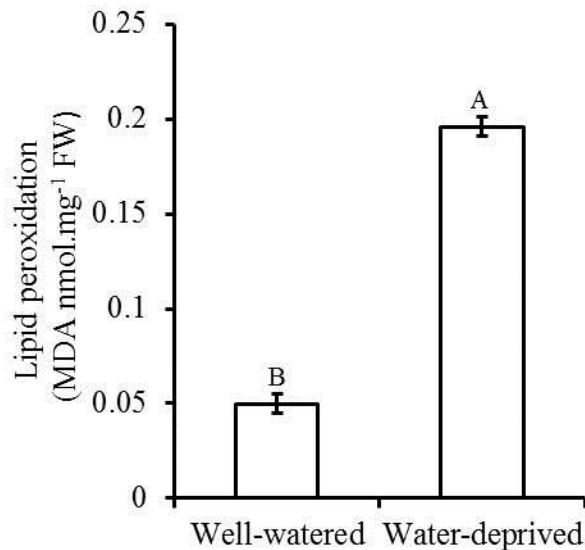 Lipid peroxidation
(MDA nmol.mg⁻¹ FW)
0.25
0.2
0.15
0.1
0.05
0
B
A
Well-watered
Water-deprived